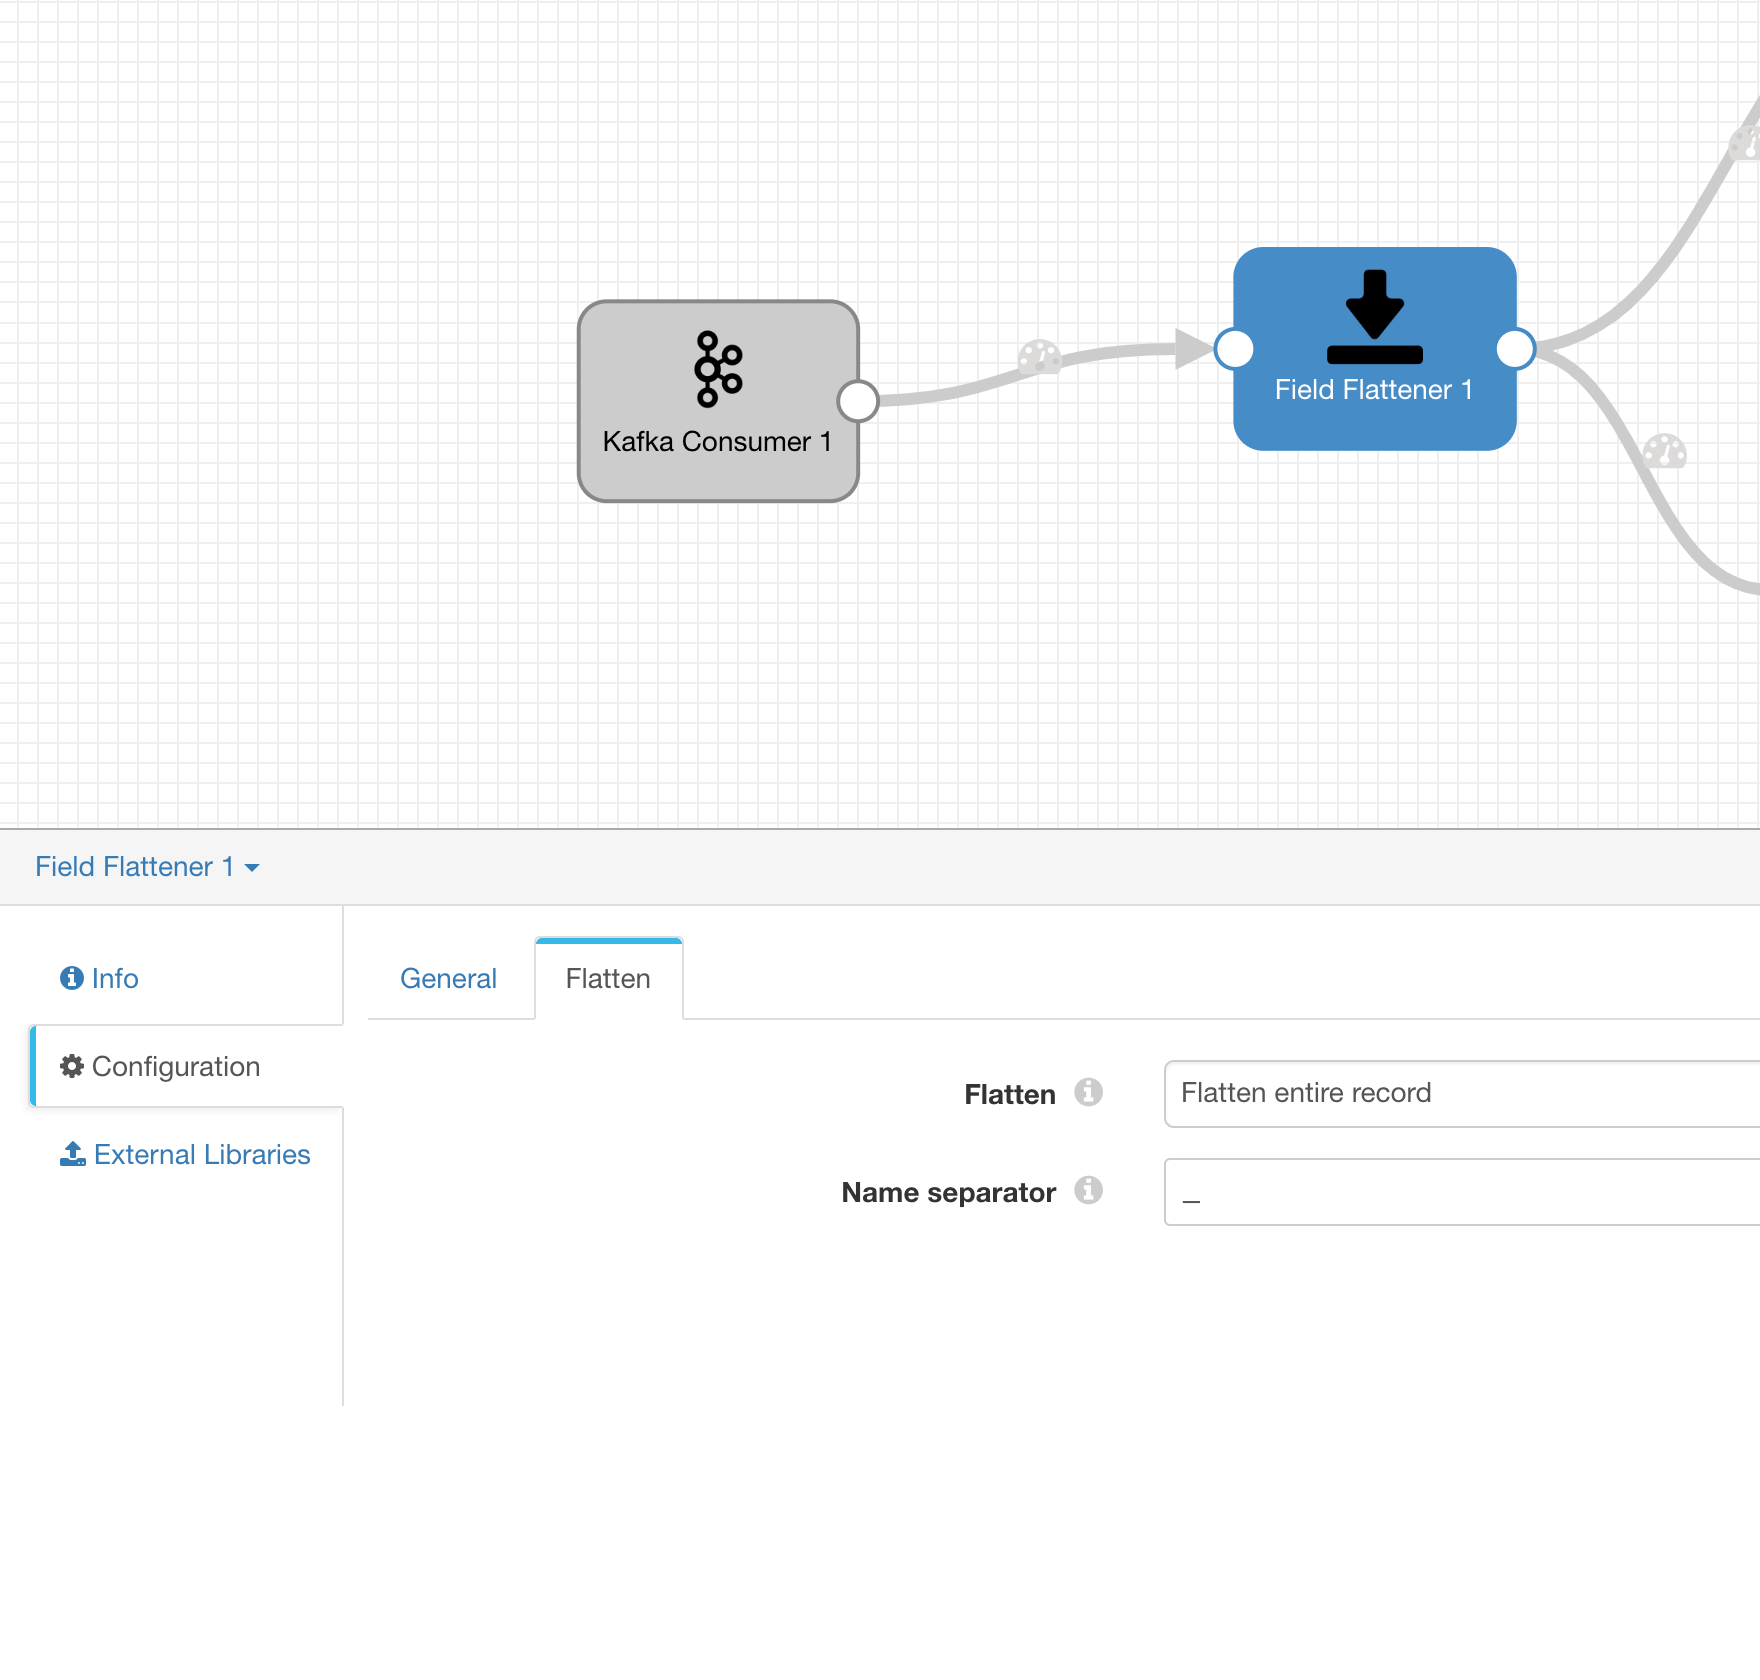 Kafka Consumer 1
Field Flattener 1
Field Flattener 1
Info
Configuration
External Libraries
General
Flatten
Flatten
Flatten entire record
Name separator
_